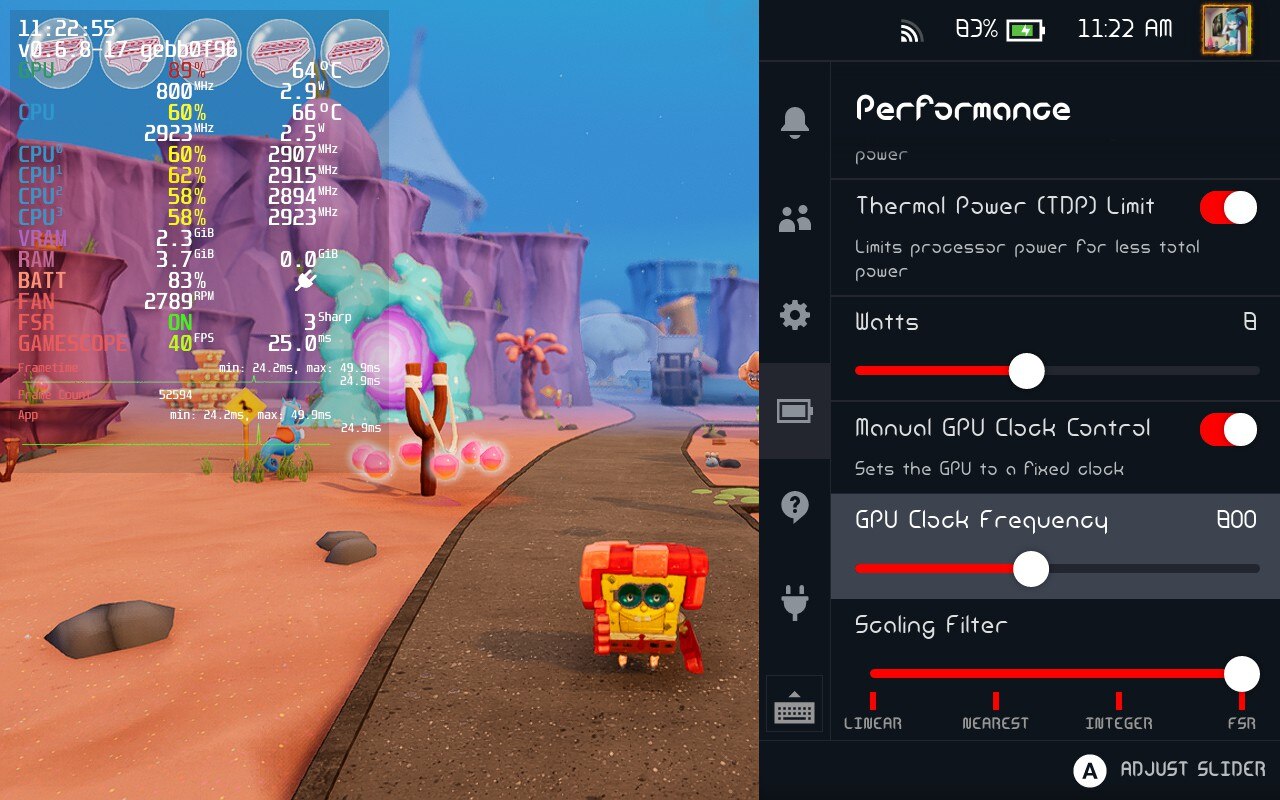 11:22:55
v0.6.8-17 gebb0f96
GPU 89% 64°C
800MHz 2.9W
CPU 60% 66°C
2923MHz 2.5W
CPU0 60% 2907MHz
CPU1 62% 2915MHz
CPU2 58% 2894MHz
CPU3 58% 2923MHz
VRAM 2.3GiB
RAM 3.7GiB 0.0GiB
BATT 83%
FAN 2789RPM
FSR ON 3Sharp
GAMESCOPE 40FPS 25.0ms
Frametime min: 24.2ms, max: 49.9ms
24.9ms
Frame Count 52594
App min: 24.2ms, max: 49.9ms
24.9ms
83% 11:22 AM
Performance
power
Thermal Power (TDP) Limit
Limits processor power for less total
power
Watts 8
Manual GPU Clock Control
Sets the GPU to a fixed clock
GPU Clock Frequency 800
Scaling Filter
LINEAR NEAREST INTEGER FSR
A ADJUST SLIDER